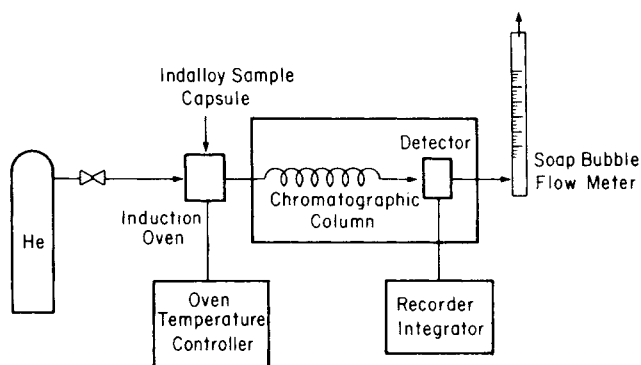 Indalloy Sample
Capsule
Detector
Soap Bubble
Flow Meter
Chromatographic
Column
Induction
Oven
He
Oven
Temperature
Controller
Recorder
Integrator